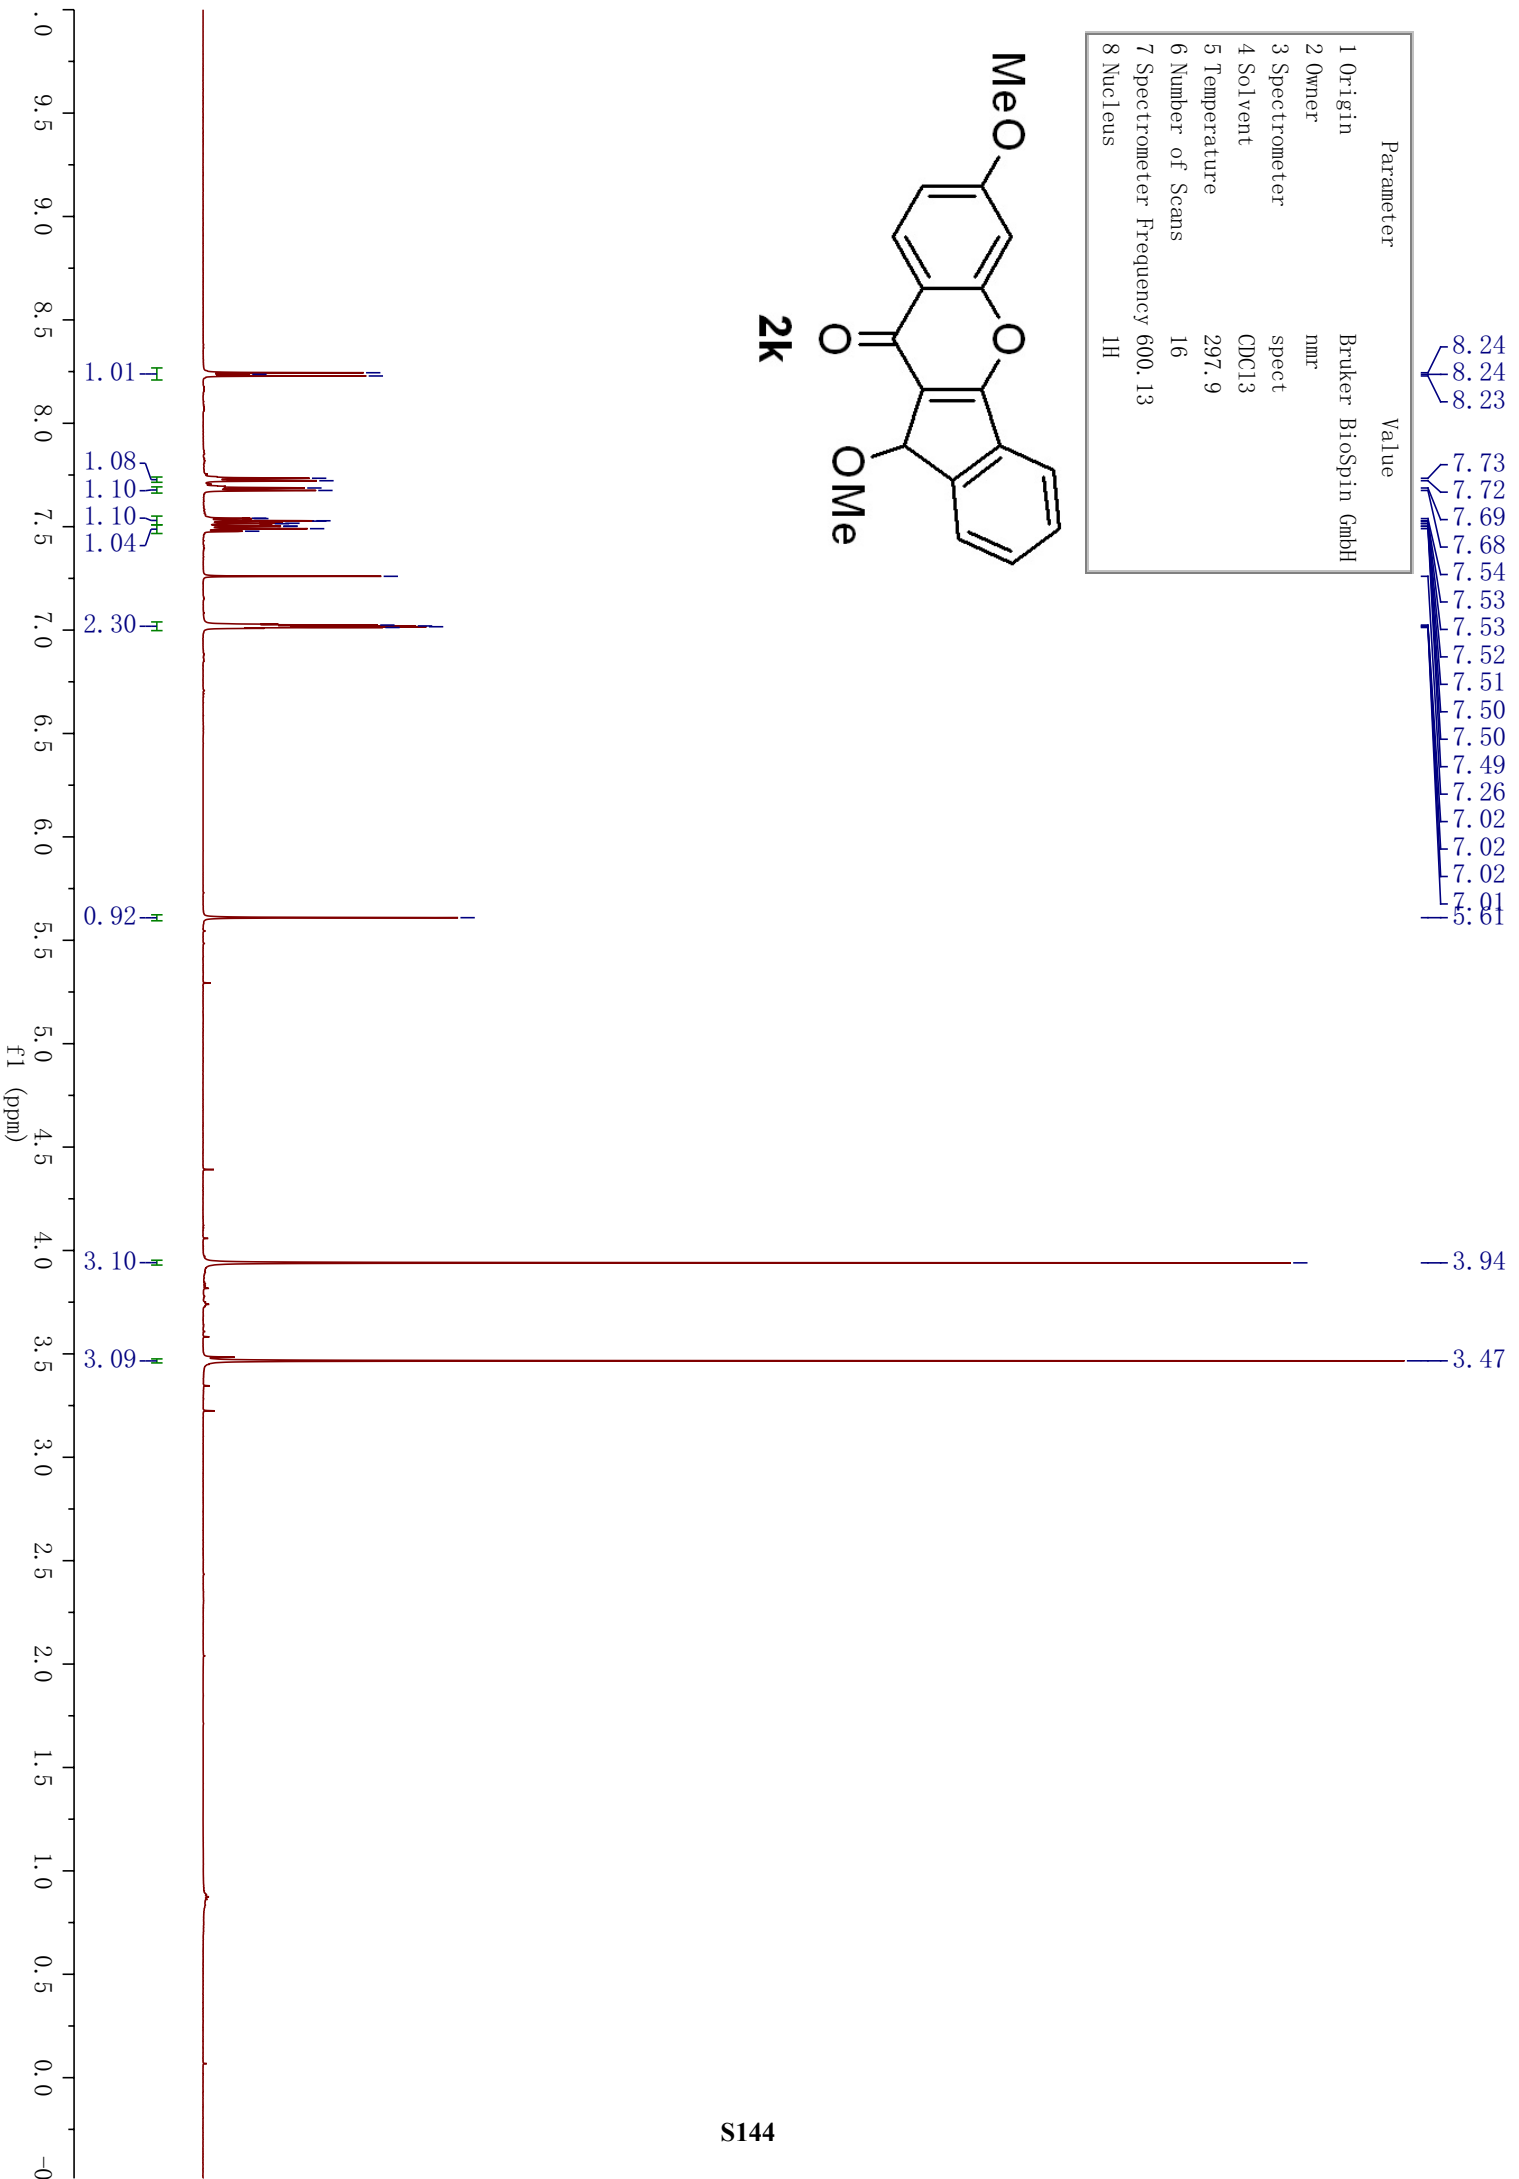 8.24
8.24
8.23
7.73
7.72
7.69
7.68
7.54
7.53
7.53
7.52
7.51
7.50
7.50
7.49
7.26
7.02
7.02
7.02
7.01
5.61
3.94
3.47
Parameter Value
1 Origin Bruker BioSpin GmbH
2 Owner nmr
3 Spectrometer spect
4 Solvent CDCl3
5 Temperature 297.9
6 Number of Scans 16
7 Spectrometer Frequency 600.13
8 Nucleus 1H
MeO
O
O
OMe
2k
1.01
1.08
1.10
1.10
1.04
2.30
0.92
3.10
3.09
.0 9.5 9.0 8.5 8.0 7.5 7.0 6.5 6.0 5.5 5.0 4.5 4.0 3.5 3.0 2.5 2.0 1.5 1.0 0.5 0.0 -0
f1 (ppm)
S144